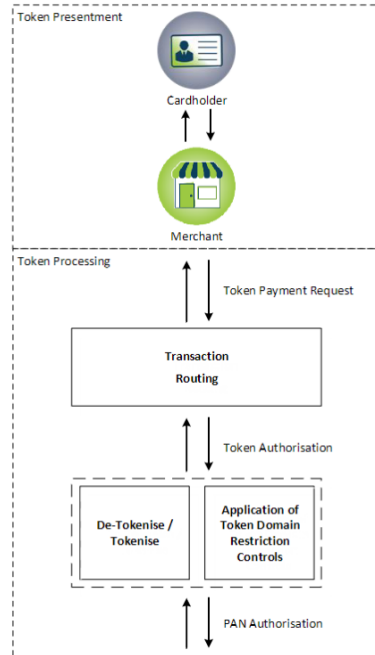 Token Presentment
Cardholder
Merchant
Token Processing
Token Payment Request
Transaction
Routing
Token Authorisation
De-Tokenise /
Tokenise
Application of
Token Domain
Restriction
Controls
PAN Authorisation